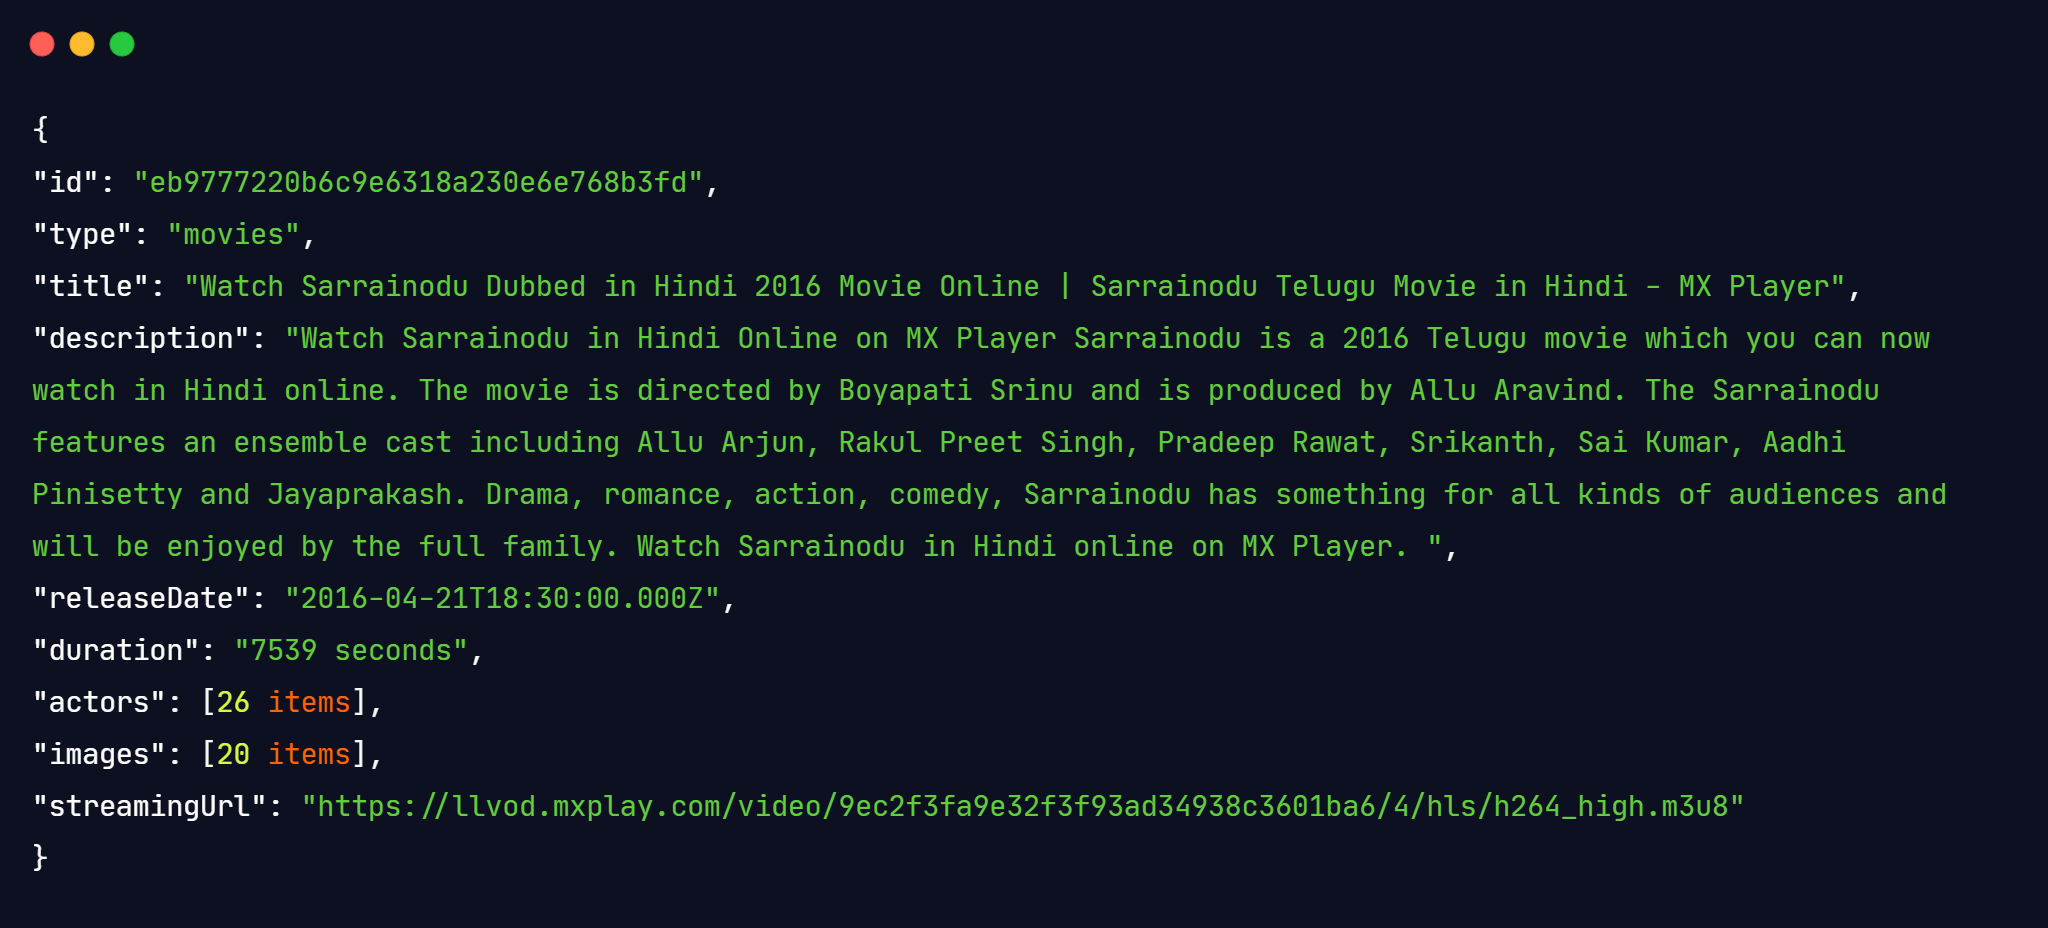 {
"id": "eb9777220b6c9e6318a230e6e768b3fd",
"type": "movies",
"title": "Watch Sarrainodu Dubbed in Hindi 2016 Movie Online | Sarrainodu Telugu Movie in Hindi - MX Player",
"description": "Watch Sarrainodu in Hindi Online on MX Player Sarrainodu is a 2016 Telugu movie which you can now
watch in Hindi online. The movie is directed by Boyapati Srinu and is produced by Allu Aravind. The Sarrainodu
features an ensemble cast including Allu Arjun, Rakul Preet Singh, Pradeep Rawat, Srikanth, Sai Kumar, Aadhi
Pinisetty and Jayaprakash. Drama, romance, action, comedy, Sarrainodu has something for all kinds of audiences and
will be enjoyed by the full family. Watch Sarrainodu in Hindi online on MX Player. ",
"releaseDate": "2016-04-21T18:30:00.000Z",
"duration": "7539 seconds",
"actors": [26 items],
"images": [20 items],
"streamingUrl": "https://llvod.mxplay.com/video/9ec2f3fa9e32f3f93ad34938c3601ba6/4/hls/h264_high.m3u8"
}